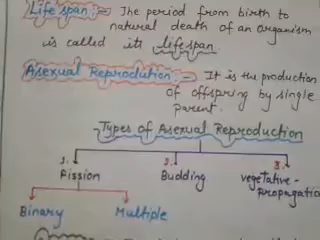 Life span :- The period from birth to
natural death of an organism
is called its lifespan.
Asexual Reproduction :- It is the production
of offspring by single
parent.
Types of Asexual Reproduction
1. 2. 3.
Fission Budding vegetative-
propagatio
Binary Multiple